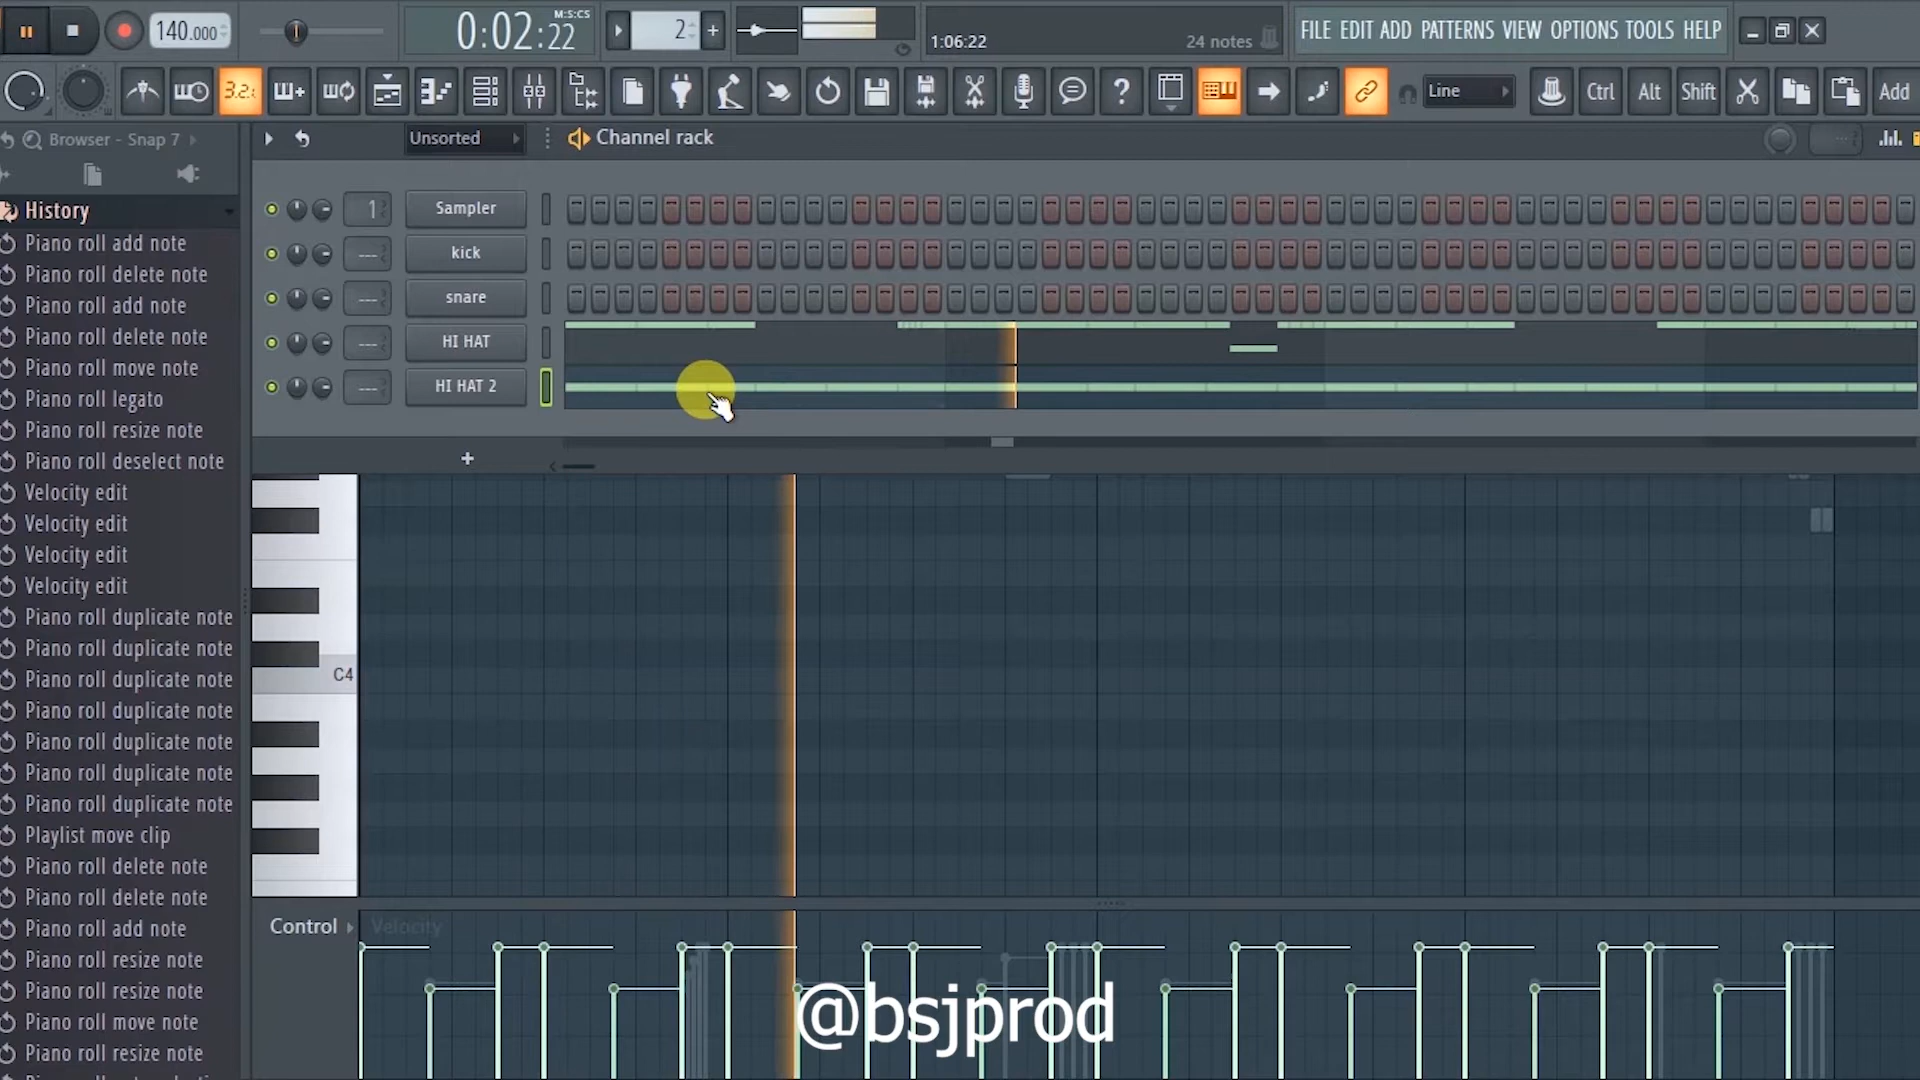 140.000
0:02:22
M:S:CS
2
+
1:06:22
24 notes
FILE EDIT ADD PATTERNS VIEW OPTIONS TOOLS HELP
3.2.
?
Line
Ctrl
Alt
Shift
Add
Browser - Snap 7
Unsorted
Channel rack
History
Piano roll add note
Piano roll delete note
Piano roll add note
Piano roll delete note
Piano roll move note
Piano roll legato
Piano roll resize note
Piano roll deselect note
Velocity edit
Velocity edit
Velocity edit
Velocity edit
Piano roll duplicate note
Piano roll duplicate note
Piano roll duplicate note
Piano roll duplicate note
Piano roll duplicate note
Piano roll duplicate note
Piano roll duplicate note
Playlist move clip
Piano roll delete note
Piano roll delete note
Piano roll add note
Piano roll resize note
Piano roll resize note
Piano roll move note
Piano roll resize note
1
Sampler
--- kick
--- snare
--- HI HAT
--- HI HAT 2
+
C4
Control
Velocity
@bsjprod